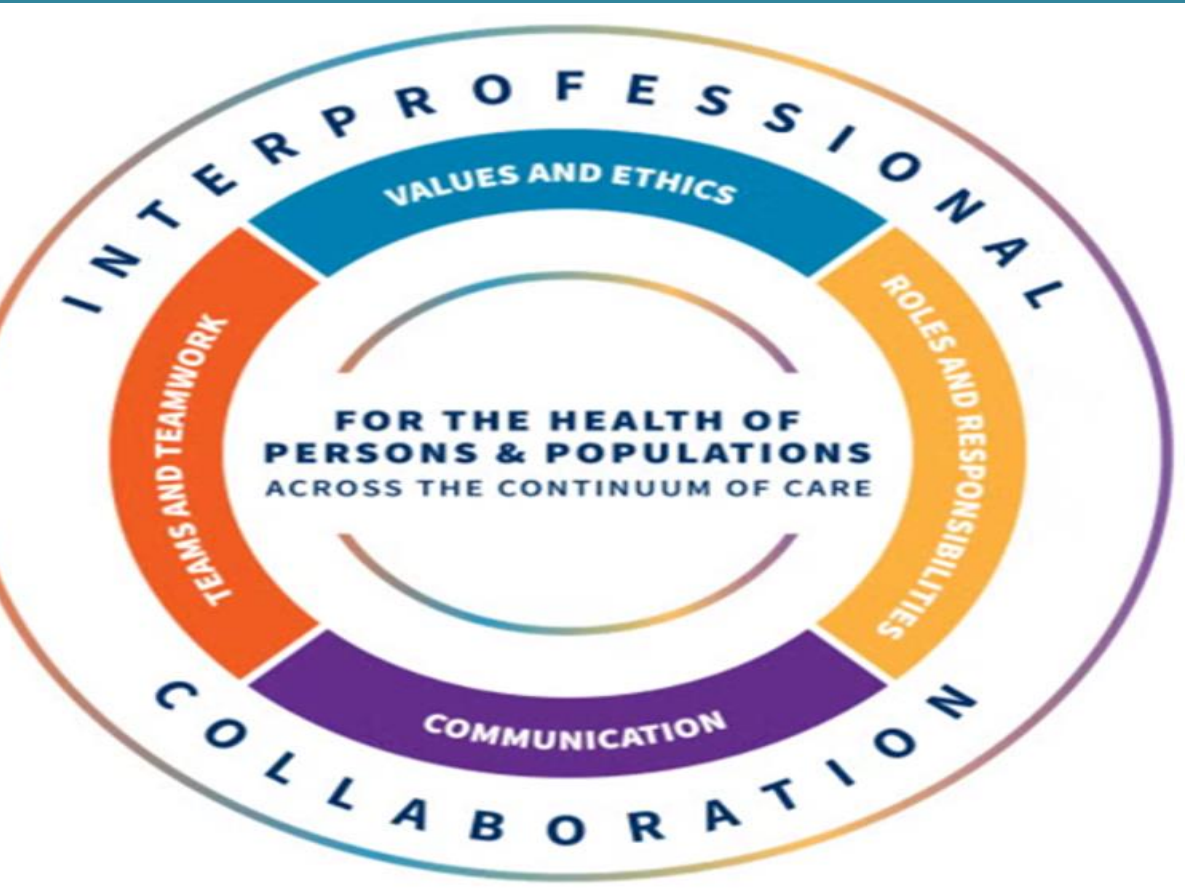 INTERPROFESSIONAL
VALUES AND ETHICS
ROLES AND RESPONSIBILITIES
TEAMS AND TEAMWORK
FOR THE HEALTH OF
PERSONS & POPULATIONS
ACROSS THE CONTINUUM OF CARE
COMMUNICATION
COLLABORATION